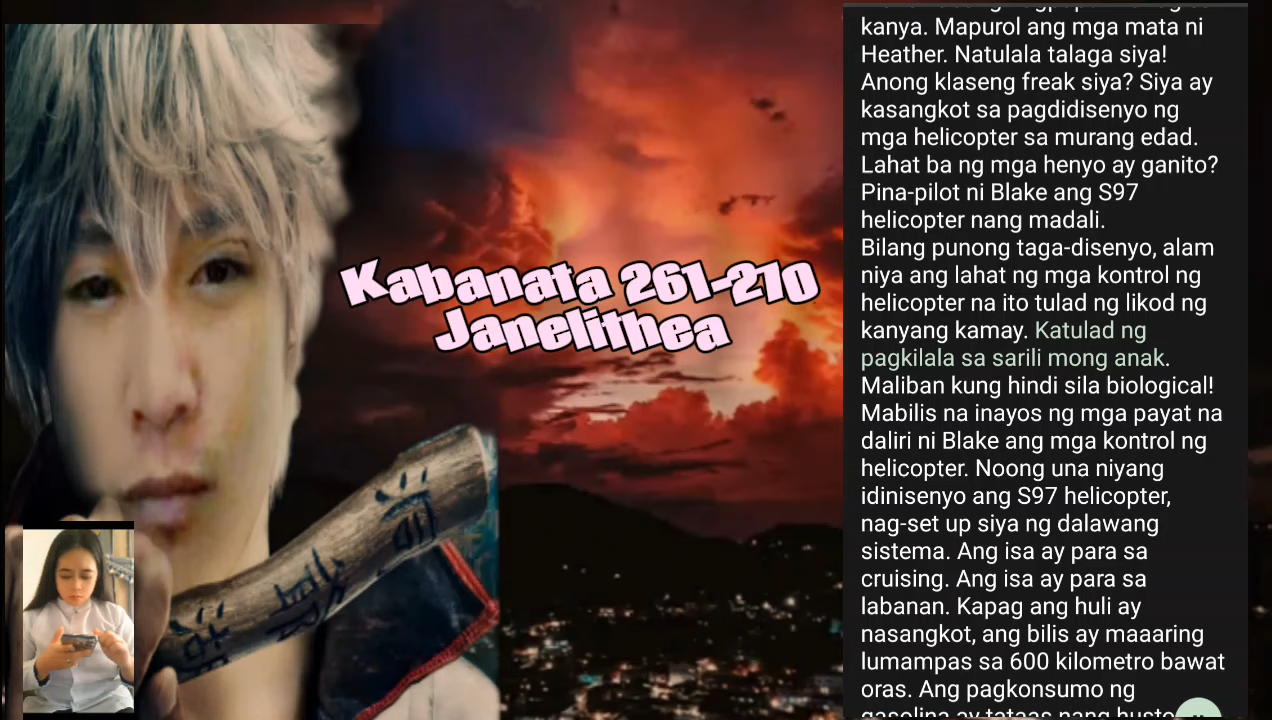 Kabanata 261-270
Janelithea
kanya. Mapurol ang mga mata ni
Heather. Natulala talaga siya!
Anong klaseng freak siya? Siya ay
kasangkot sa pagdidisenyo ng
mga helicopter sa murang edad.
Lahat ba ng mga henyo ay ganito?
Pina-pilot ni Blake ang S97
helicopter nang madali.
Bilang punong taga-disenyo, alam
niya ang lahat ng mga kontrol ng
helicopter na ito tulad ng likod ng
kanyang kamay. Katulad ng
pagkilala sa sarili mong anak.
Maliban kung hindi sila biological!
Mabilis na inayos ng mga payat na
daliri ni Blake ang mga kontrol ng
helicopter. Noong una niyang
idinisenyo ang S97 helicopter,
nag-set up siya ng dalawang
sistema. Ang isa ay para sa
cruising. Ang isa ay para sa
labanan. Kapag ang huli ay
nasangkot, ang bilis ay maaaring
lumampas sa 600 kilometro bawat
oras. Ang pagkonsumo ng